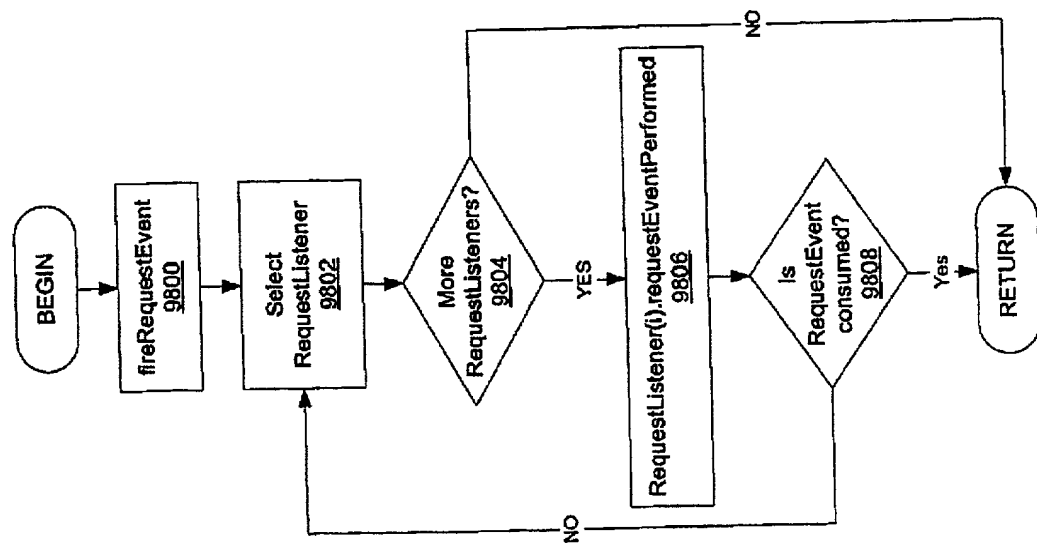 BEGIN
fireRequestEvent
9800
Select
RequestListener
9802
More
RequestListeners?
9804
NO
YES
RequestListener(i).requestEventPerformed
9806
Is
RequestEvent
consumed?
9808
NO
Yes
RETURN